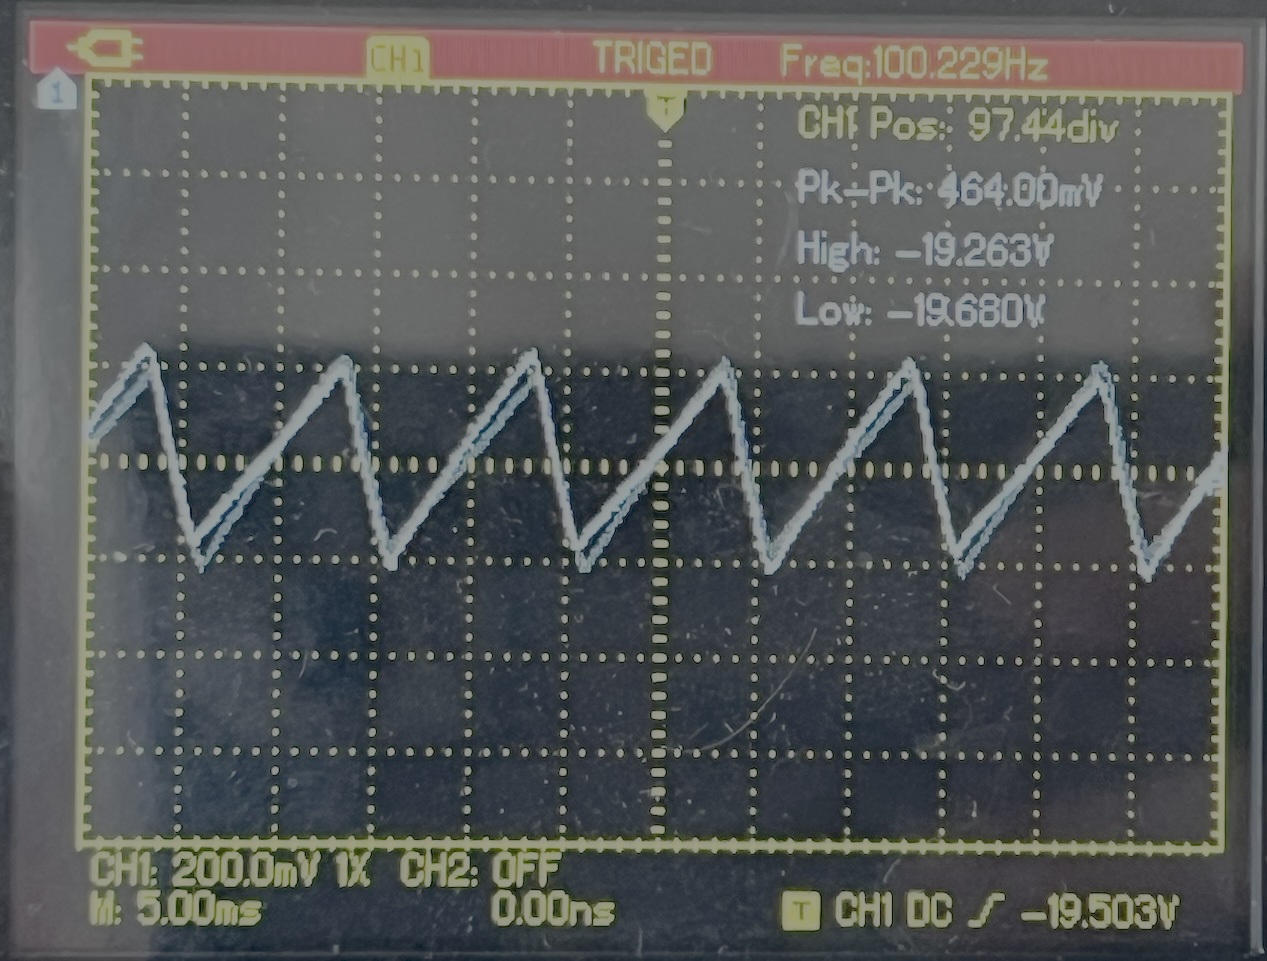 CH1 TRIGED Freq:100.229Hz
1
T
CH1 Pos: 97.44div
Pk-Pk: 464.00mV
High: -19.263V
Low: -19.680V
CH1: 200.0mV 1X CH2: OFF
M: 5.00ms 0.00ns T CH1 DC -19.503V